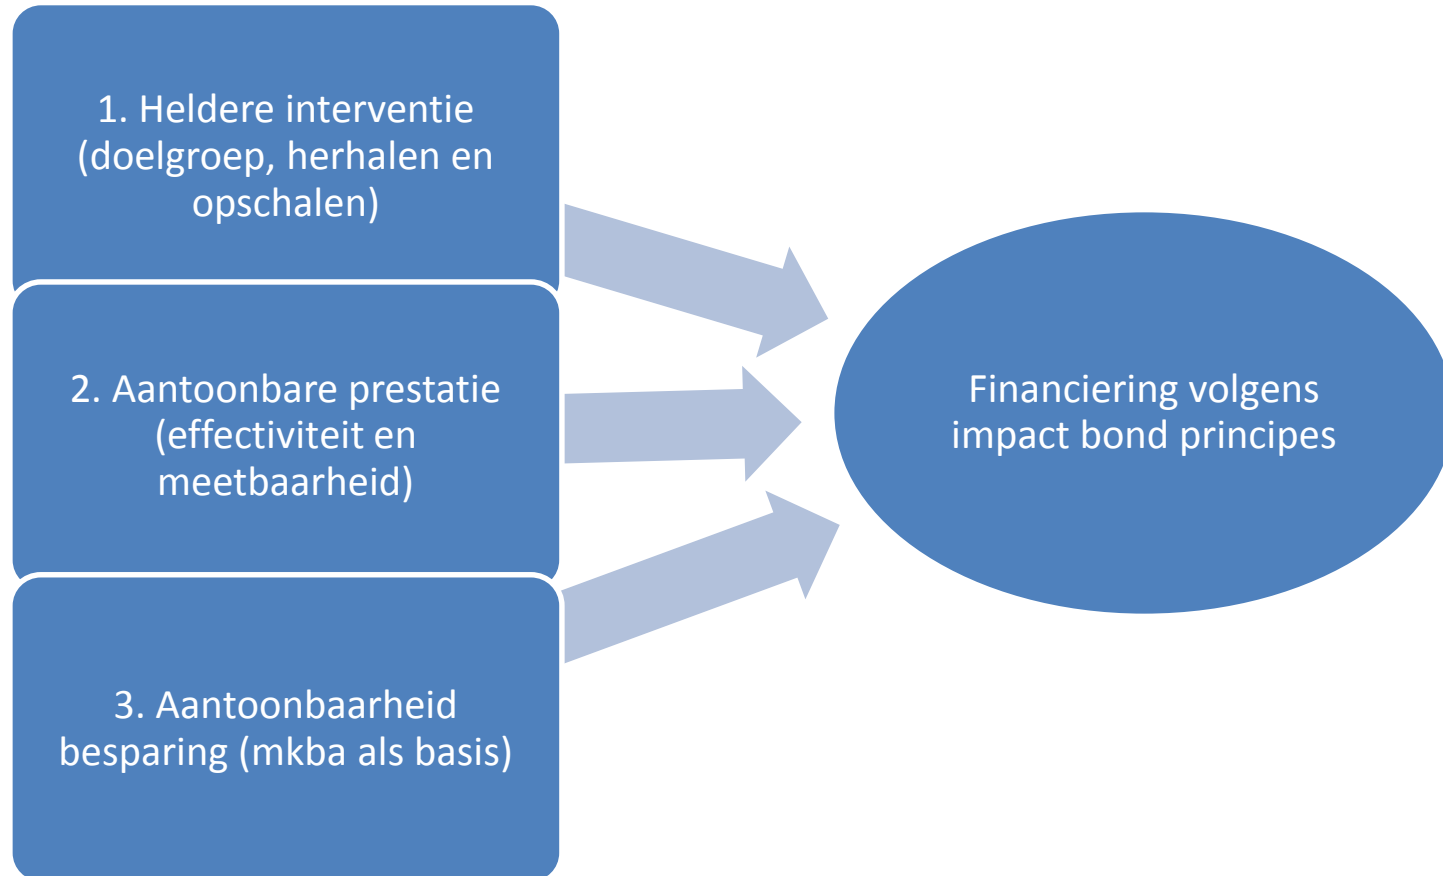 1. Heldere interventie
(doelgroep, herhalen en
opschalen)
2. Aantoonbare prestatie
(effectiviteit en
meetbaarheid)
3. Aantoonbaarheid
besparing (mkba als basis)
Financiering volgens
impact bond principes